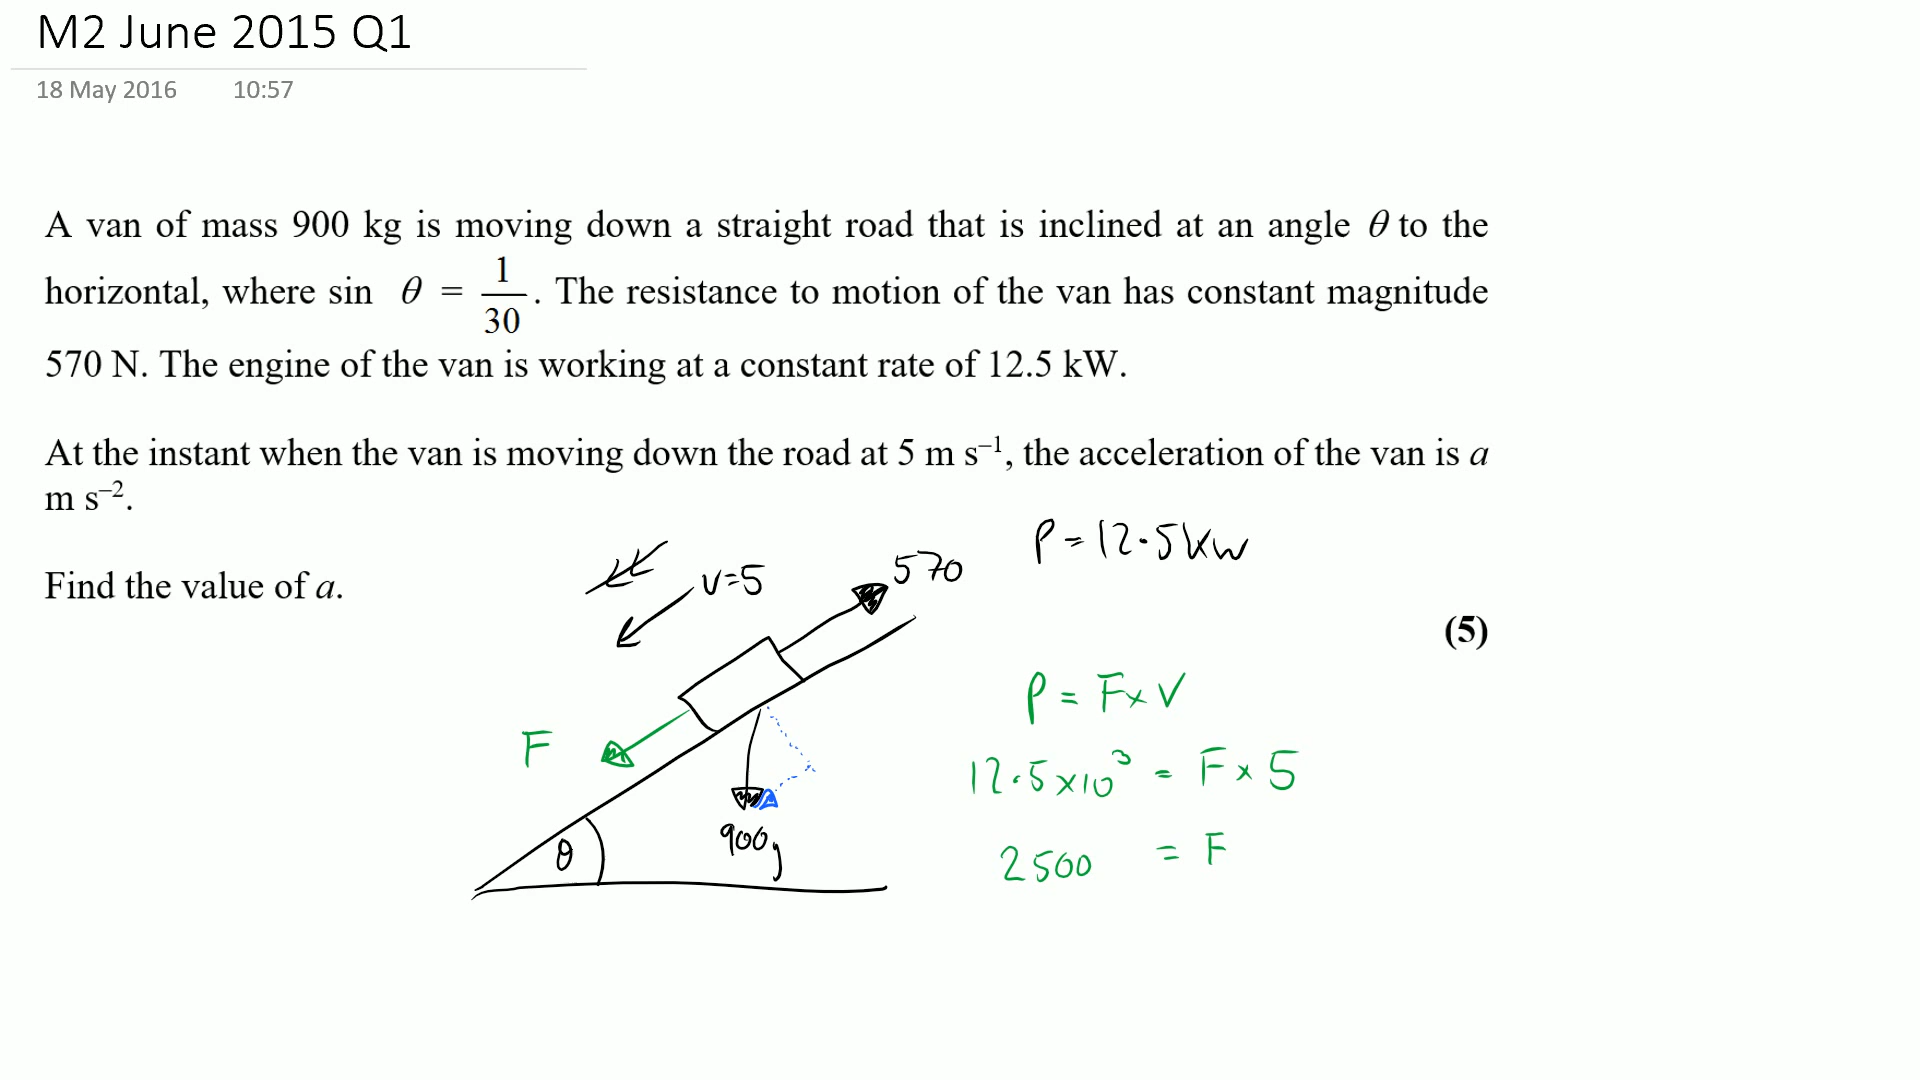 M2 June 2015 Q1
18 May 2016 10:57
A van of mass 900 kg is moving down a straight road that is inclined at an angle θ to the
horizontal, where sin θ = 1/30. The resistance to motion of the van has constant magnitude
570 N. The engine of the van is working at a constant rate of 12.5 kW.
At the instant when the van is moving down the road at 5 m s⁻¹, the acceleration of the van is a
m s⁻².
Find the value of a.
(5)
P = 12.5kW
v=5
570
F
900g
θ
P = F × V
12.5×10³ = F × 5
2500 = F